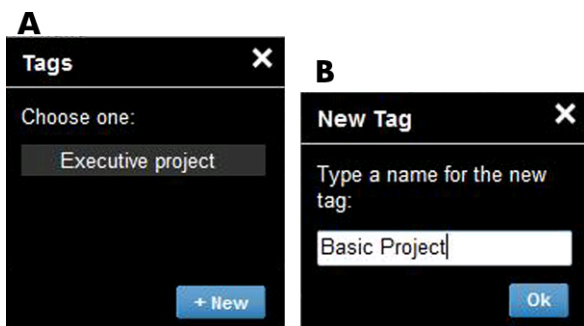 A
Tags
Choose one:
Executive project
+ New
B
New Tag
Type a name for the new
tag:
Basic Project
Ok